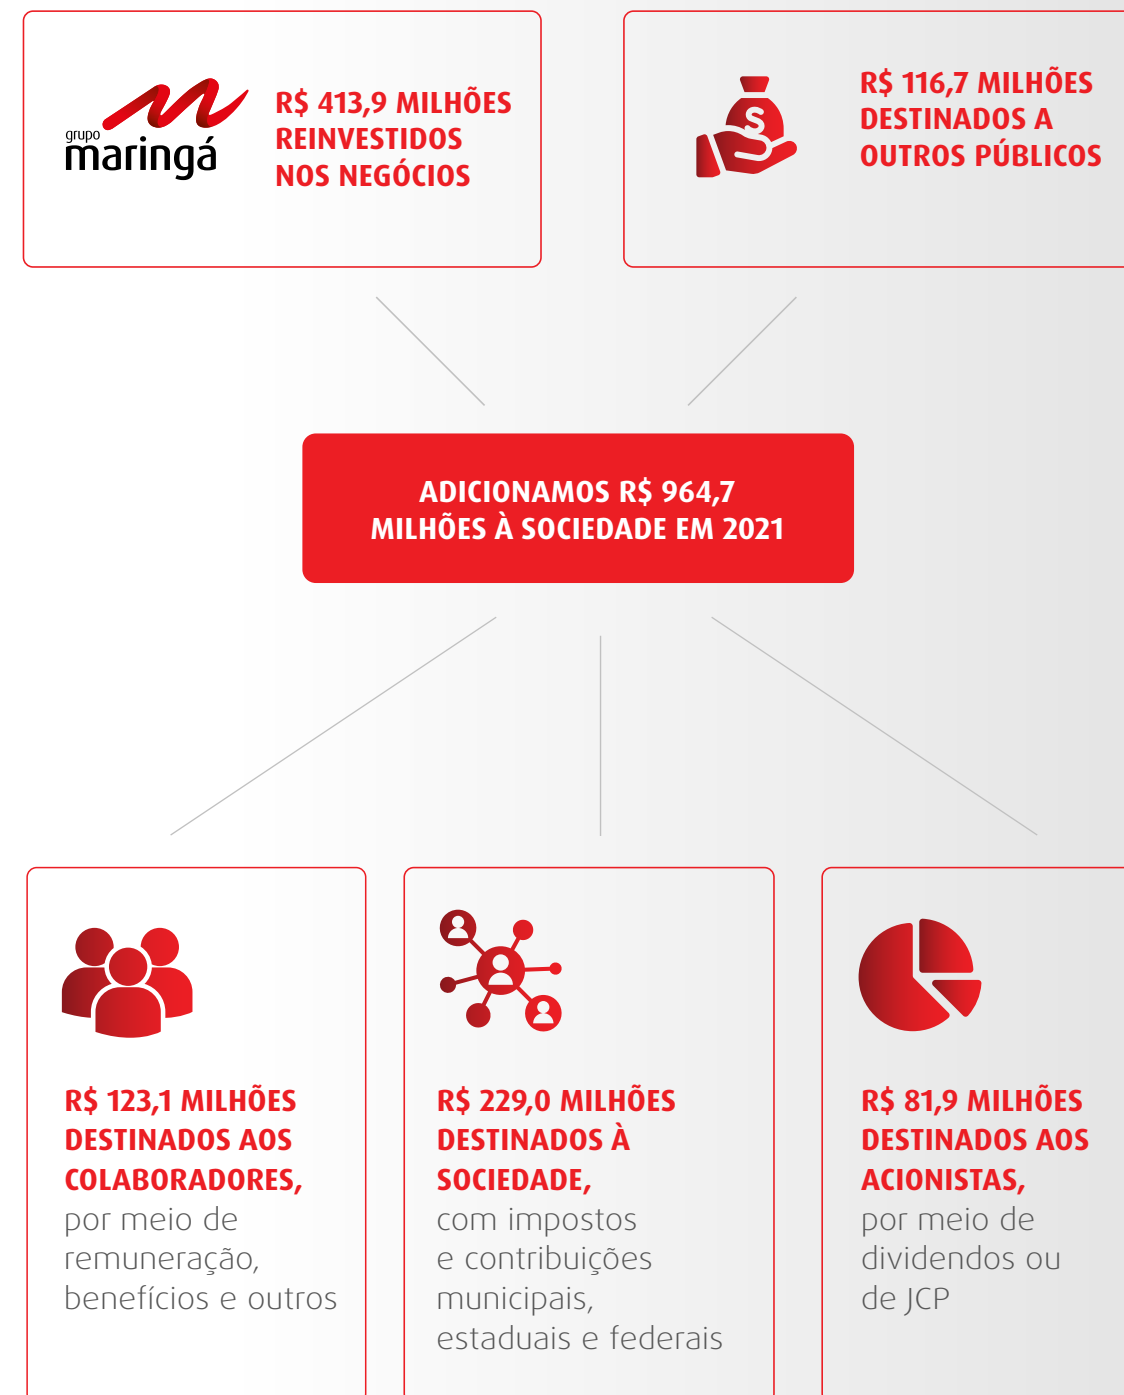 grupo
maringá
R$ 413,9 MILHÕES
REINVESTIDOS
NOS NEGÓCIOS
S
R$ 116,7 MILHÕES
DESTINADOS A
OUTROS PÚBLICOS
ADICIONAMOS R$ 964,7
MILHÕES À SOCIEDADE EM 2021
R$ 123,1 MILHÕES
DESTINADOS AOS
COLABORADORES,
por meio de
remuneração,
benefícios e outros
R$ 229,0 MILHÕES
DESTINADOS À
SOCIEDADE,
com impostos
e contribuições
municipais,
estaduais e federais
R$ 81,9 MILHÕES
DESTINADOS AOS
ACIONISTAS,
por meio de
dividendos ou
de JCP